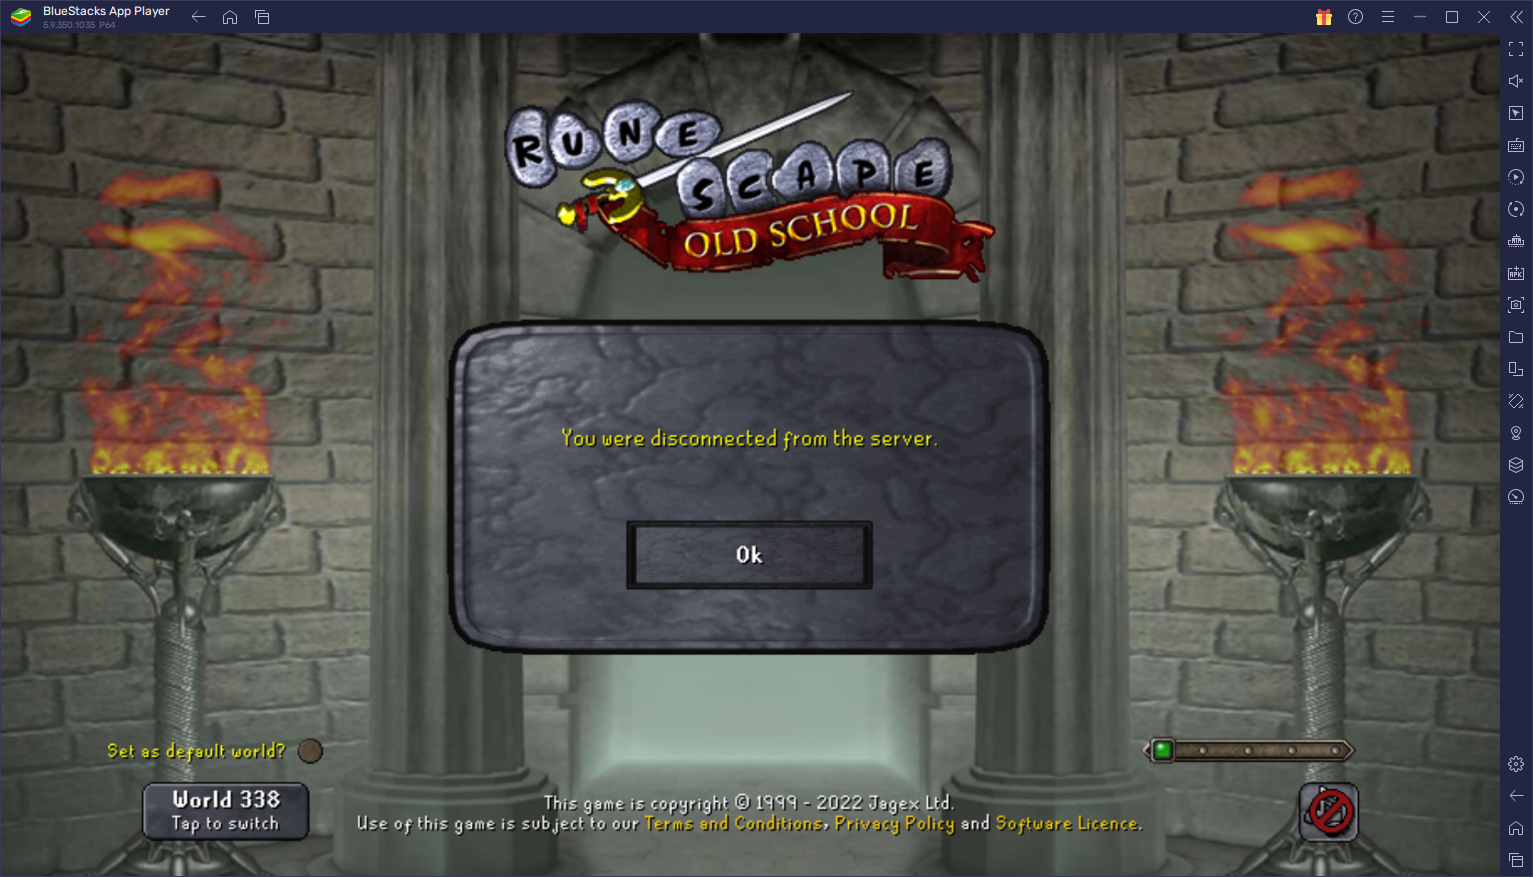 BlueStacks App Player
5.9.350.1035 P64
RUNE
SCAPE
OLD SCHOOL
You were disconnected from the server.
Ok
Set as default world?
World 338
Tap to switch
This game is copyright © 1999 - 2022 Jagex Ltd.
Use of this game is subject to our Terms and Conditions, Privacy Policy and Software Licence.
APK